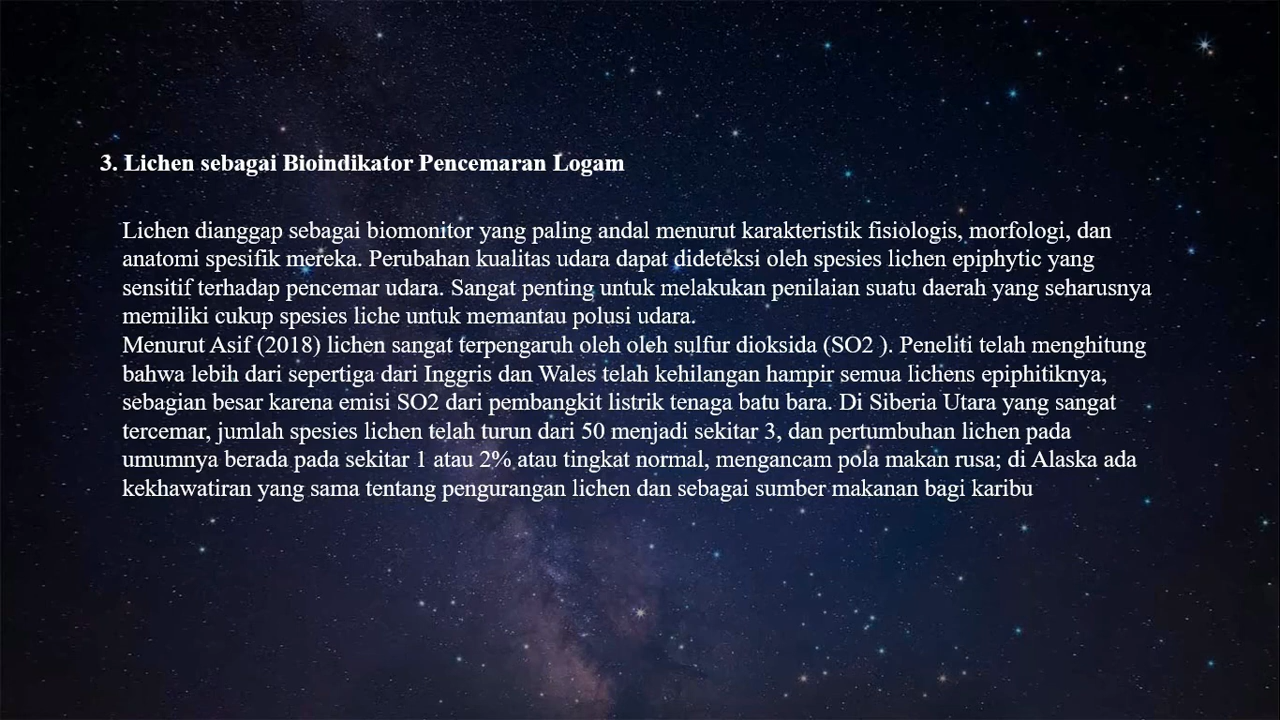 3. Lichen sebagai Bioindikator Pencemaran Logam
Lichen dianggap sebagai biomonitor yang paling andal menurut karakteristik fisiologis, morfologi, dan
anatomi spesifik mereka. Perubahan kualitas udara dapat dideteksi oleh spesies lichen epiphytic yang
sensitif terhadap pencemar udara. Sangat penting untuk melakukan penilaian suatu daerah yang seharusnya
memiliki cukup spesies liche untuk memantau polusi udara.
Menurut Asif (2018) lichen sangat terpengaruh oleh oleh sulfur dioksida (SO2 ). Peneliti telah menghitung
bahwa lebih dari sepertiga dari Inggris dan Wales telah kehilangan hampir semua lichens epiphitiknya,
sebagian besar karena emisi SO2 dari pembangkit listrik tenaga batu bara. Di Siberia Utara yang sangat
tercemar, jumlah spesies lichen telah turun dari 50 menjadi sekitar 3, dan pertumbuhan lichen pada
umumnya berada pada sekitar 1 atau 2% atau tingkat normal, mengancam pola makan rusa; di Alaska ada
kekhawatiran yang sama tentang pengurangan lichen dan sebagai sumber makanan bagi karibu